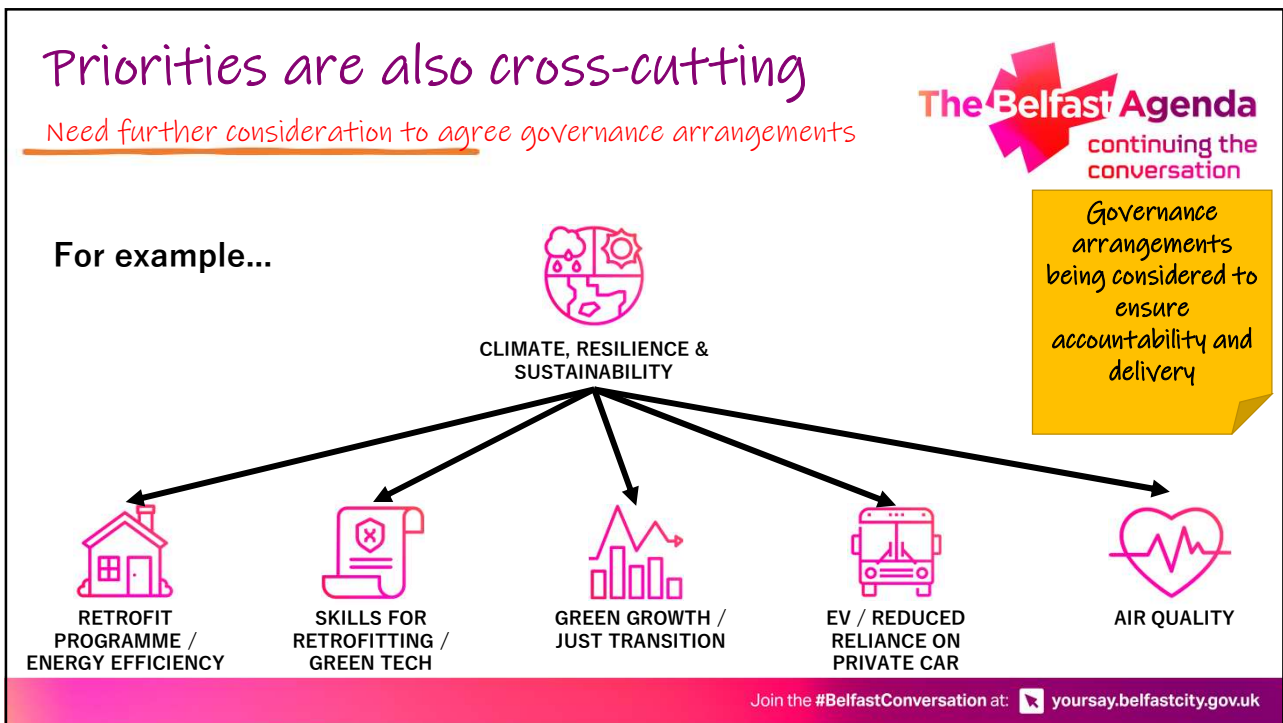 Priorities are also cross-cutting
Need further consideration to agree governance arrangements
The Belfast Agenda
continuing the
conversation
Governance
arrangements
being considered to
ensure
accountability and
delivery
For example...
CLIMATE, RESILIENCE &
SUSTAINABILITY
RETROFIT
PROGRAMME /
ENERGY EFFICIENCY
SKILLS FOR
RETROFITTING /
GREEN TECH
GREEN GROWTH /
JUST TRANSITION
EV / REDUCED
RELIANCE ON
PRIVATE CAR
AIR QUALITY
Join the #BelfastConversation at: yoursay.belfastcity.gov.uk